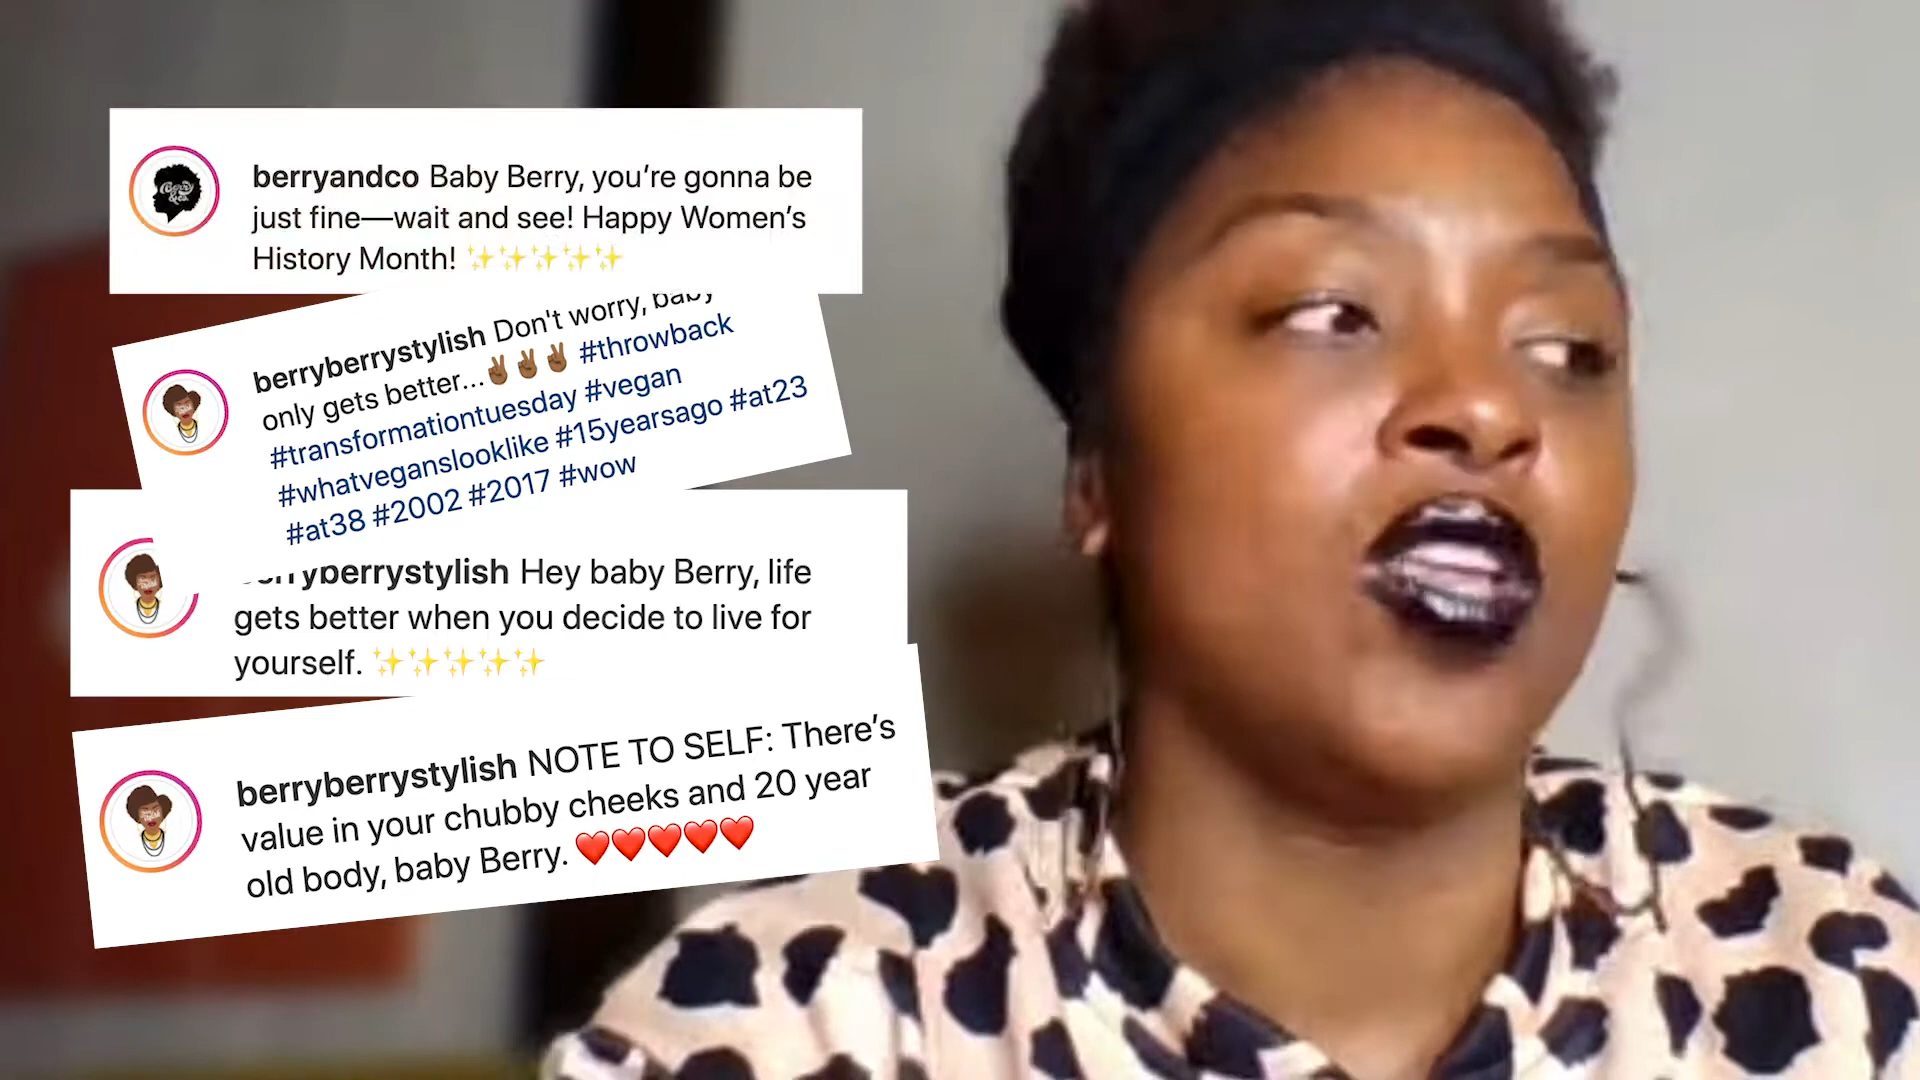 berryandco Baby Berry, you're gonna be
just fine—wait and see! Happy Women's
History Month! ✨✨✨✨✨
berryberrystylish Don't worry, baby
only gets better...✌🏾✌🏾✌🏾 #throwback
#transformationtuesday #vegan
#whatveganslooklike #15yearsago #at23
#at38 #2002 #2017 #wow
berryberrystylish Hey baby Berry, life
gets better when you decide to live for
yourself. ✨✨✨✨✨
berryberrystylish NOTE TO SELF: There's
value in your chubby cheeks and 20 year
old body, baby Berry. ❤️❤️❤️❤️❤️